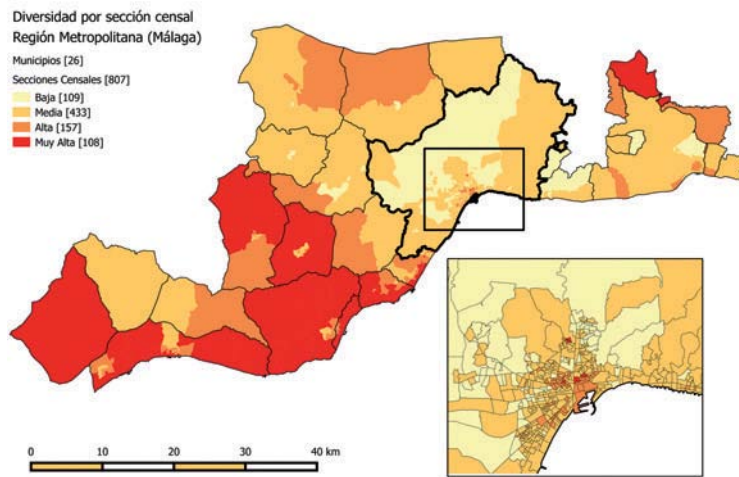 Diversidad por sección censal
Región Metropolitana (Málaga)
Municipios [26]
Secciones Censales [807]
Baja [109]
Media [433]
Alta [157]
Muy Alta [108]
0 10 20 30 40 km